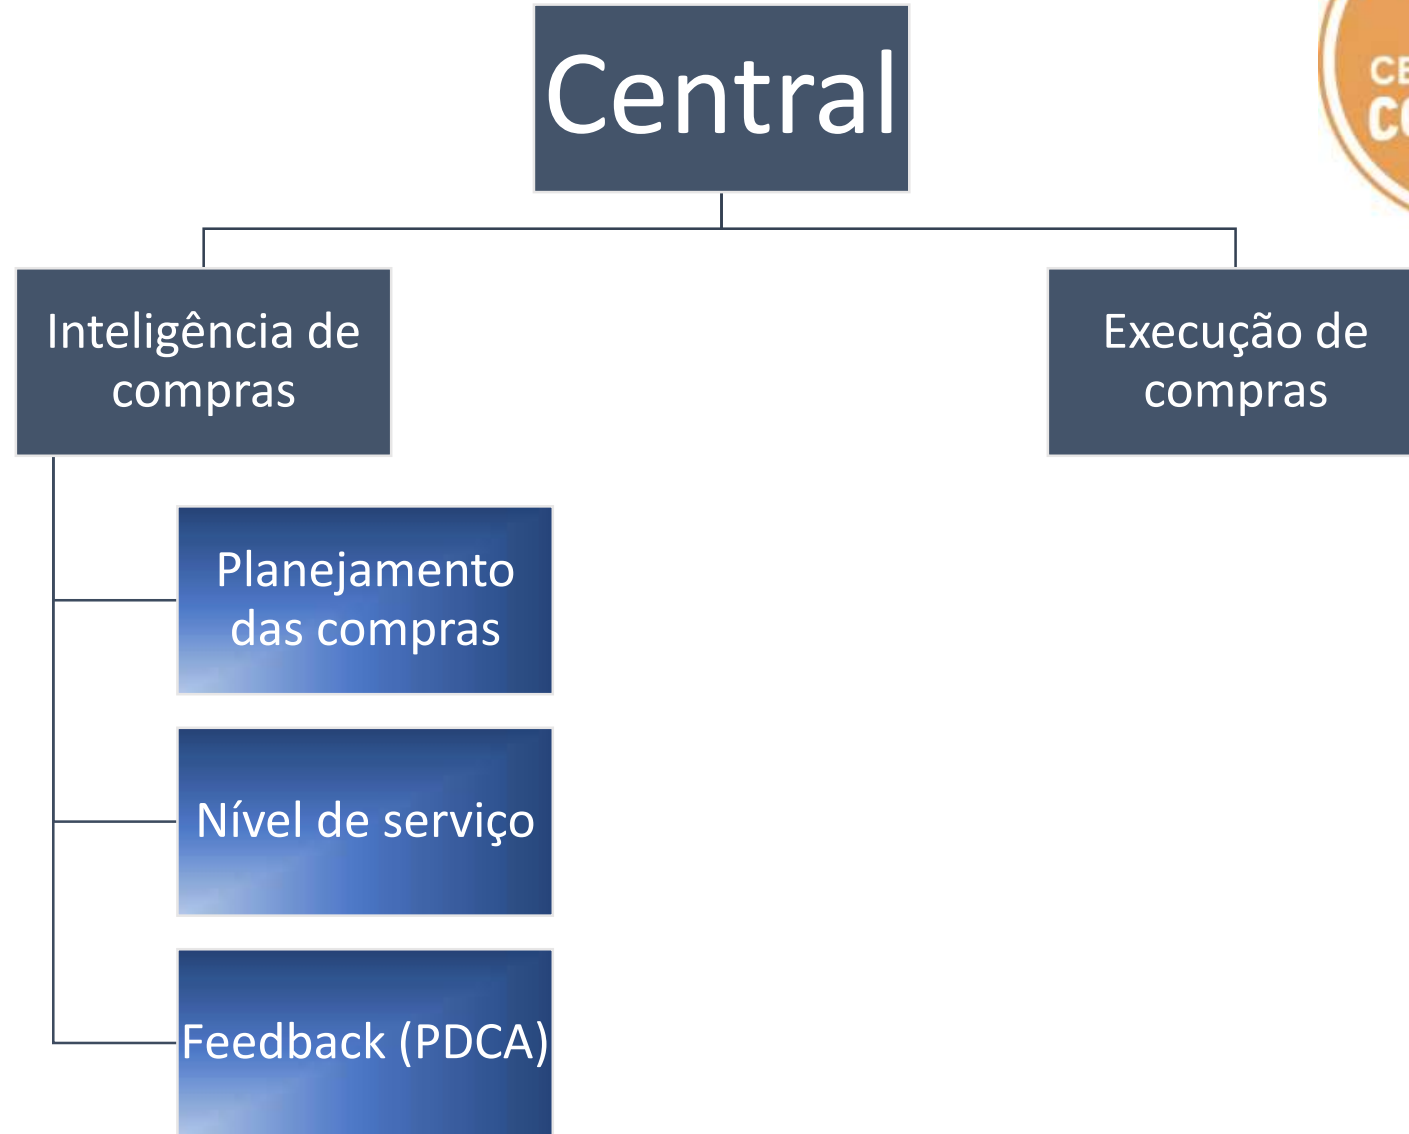 Central
Inteligência de
compras
Execução de
compras
Planejamento
das compras
Nível de serviço
Feedback (PDCA)